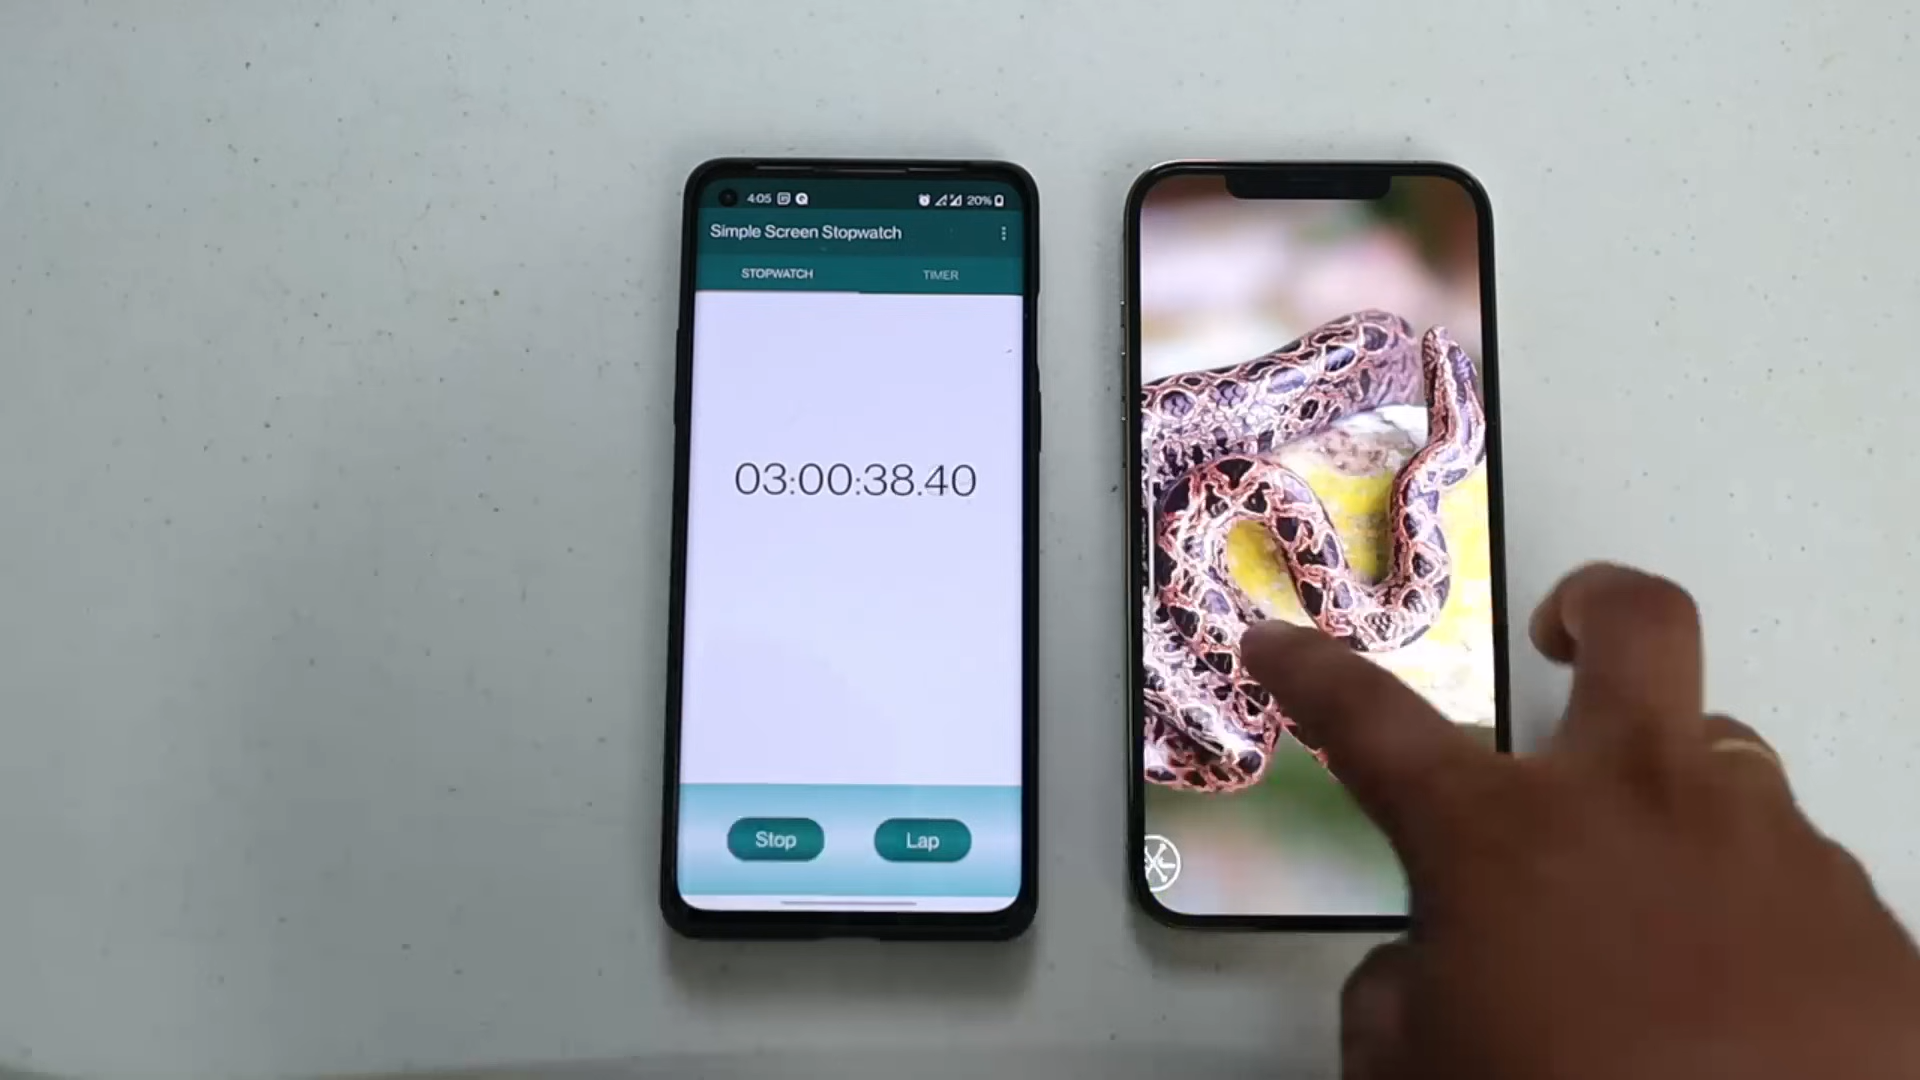 4:05
20%
Simple Screen Stopwatch
STOPWATCH
TIMER
03:00:38.40
Stop
Lap